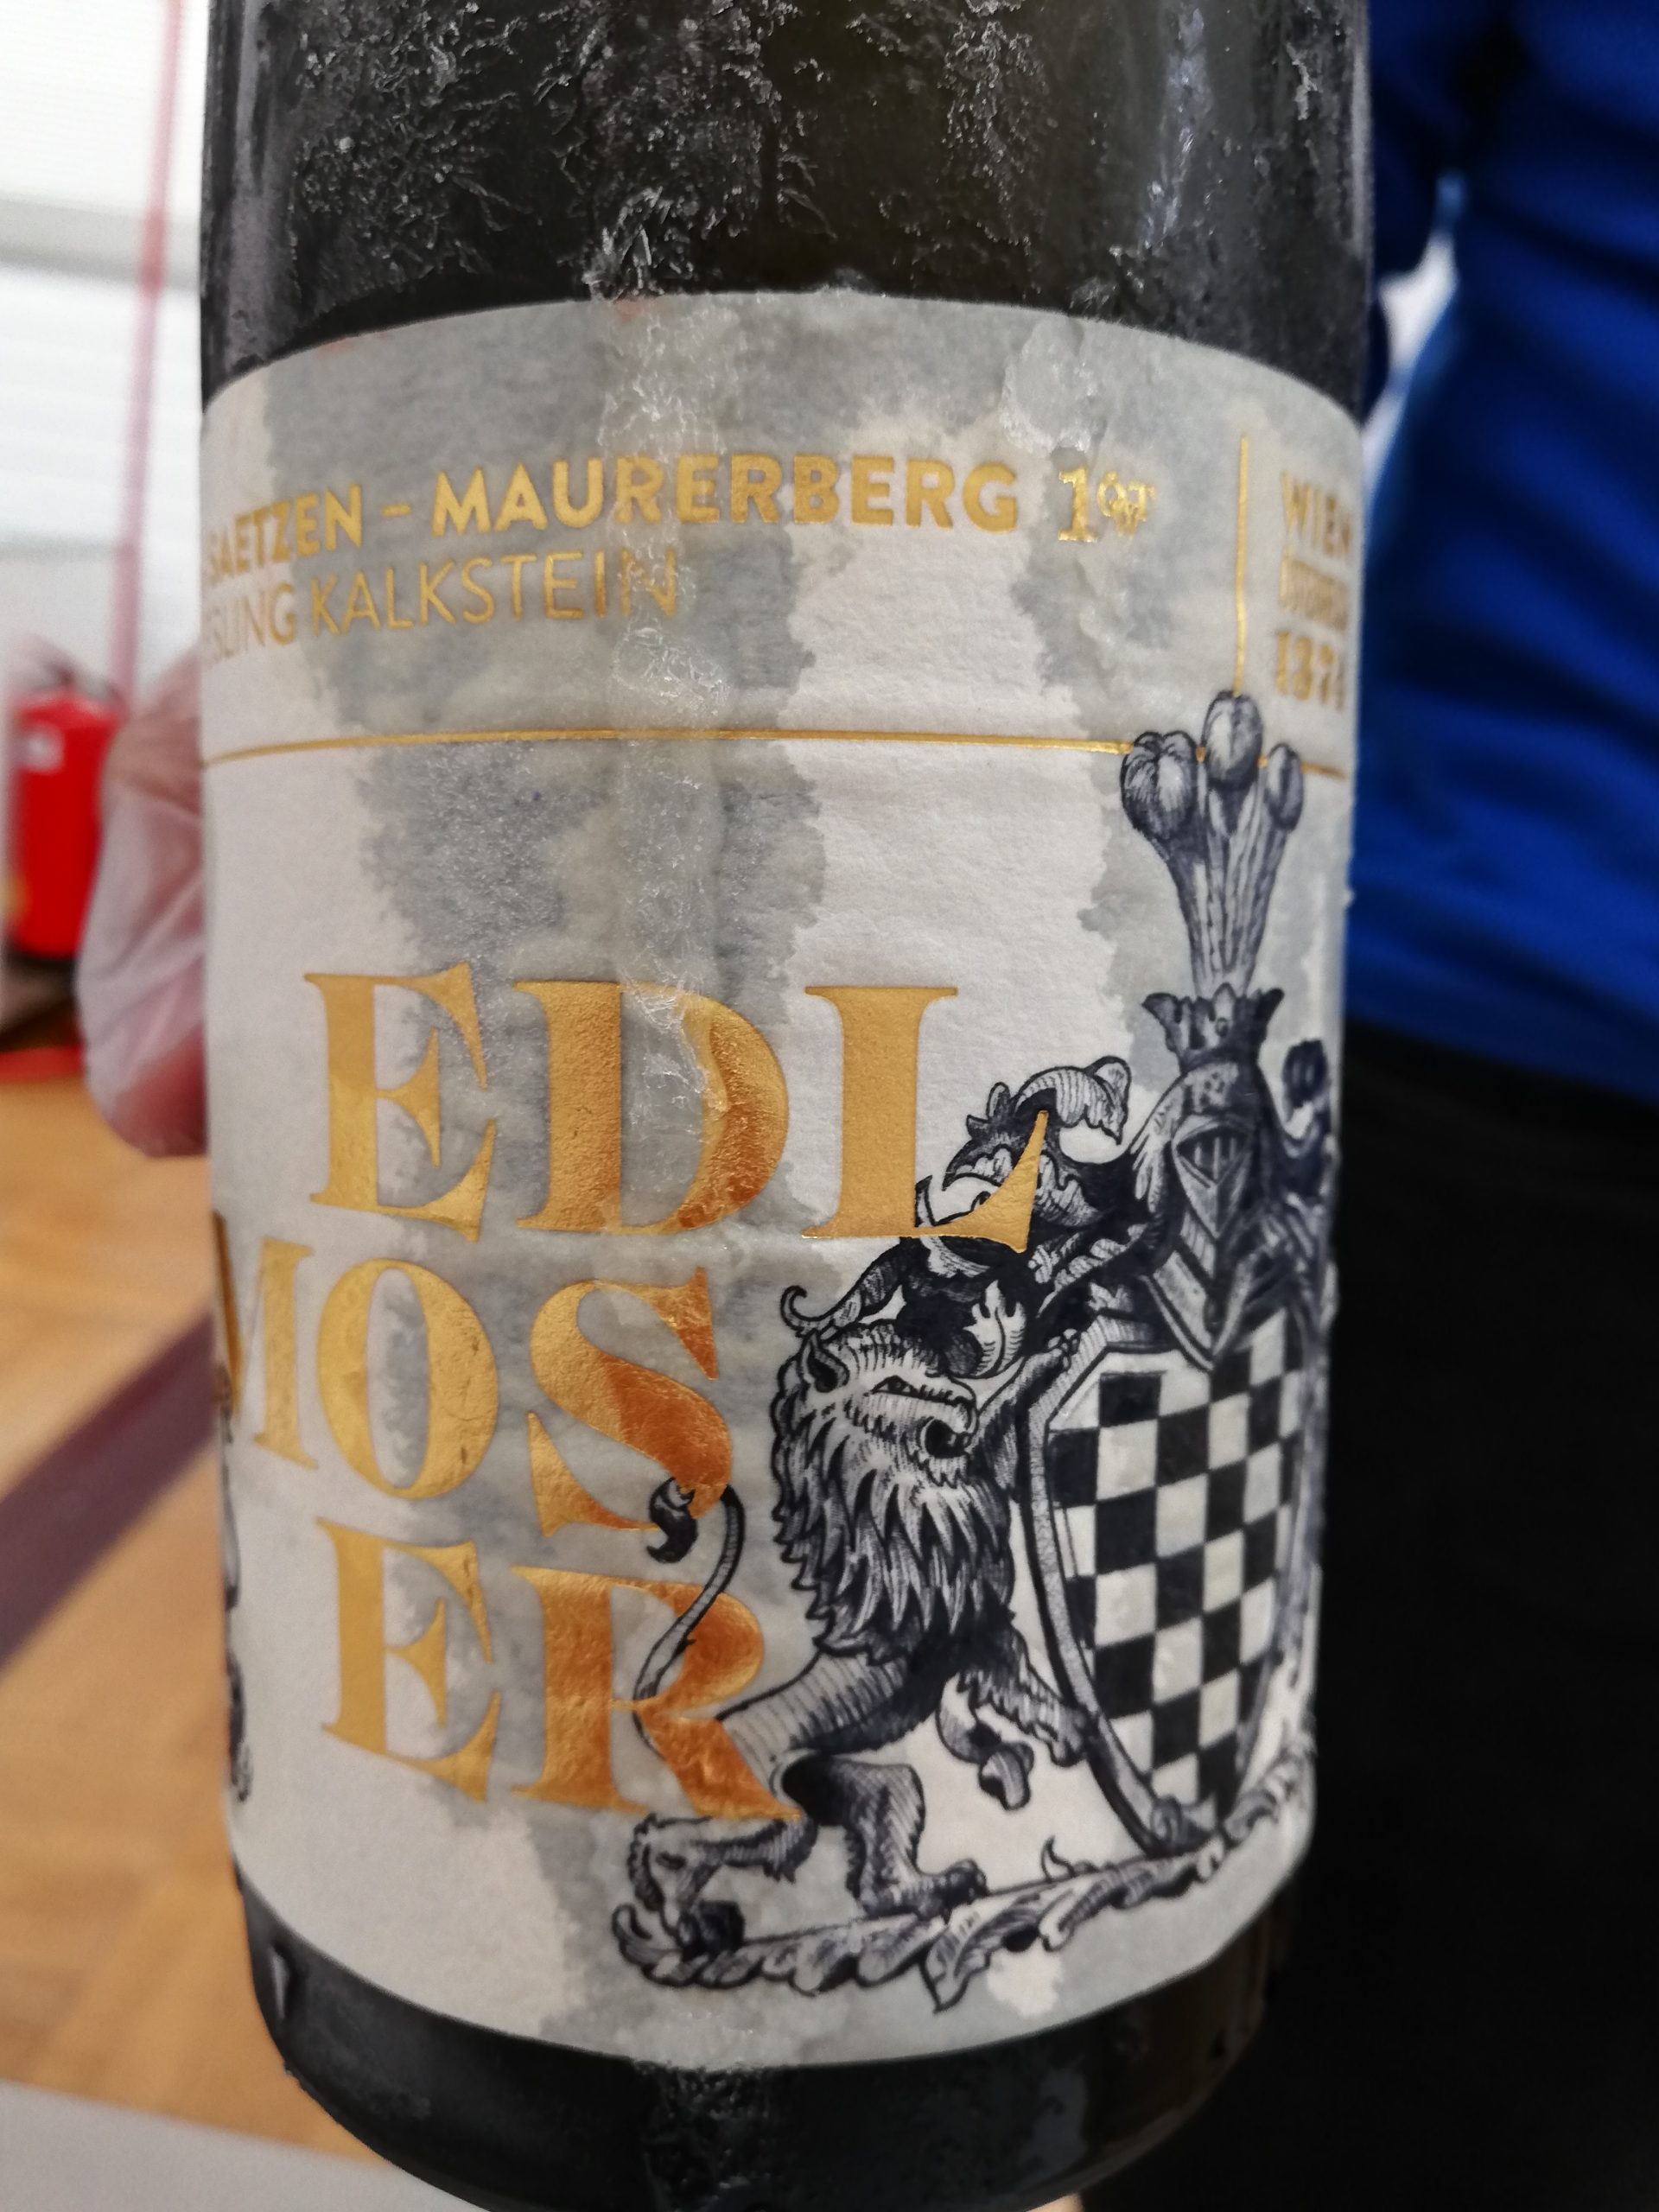 SAETZEN – MAURERBERG 1ÖTW
KALKSTEIN
WIEN
EDL
MOS
ER